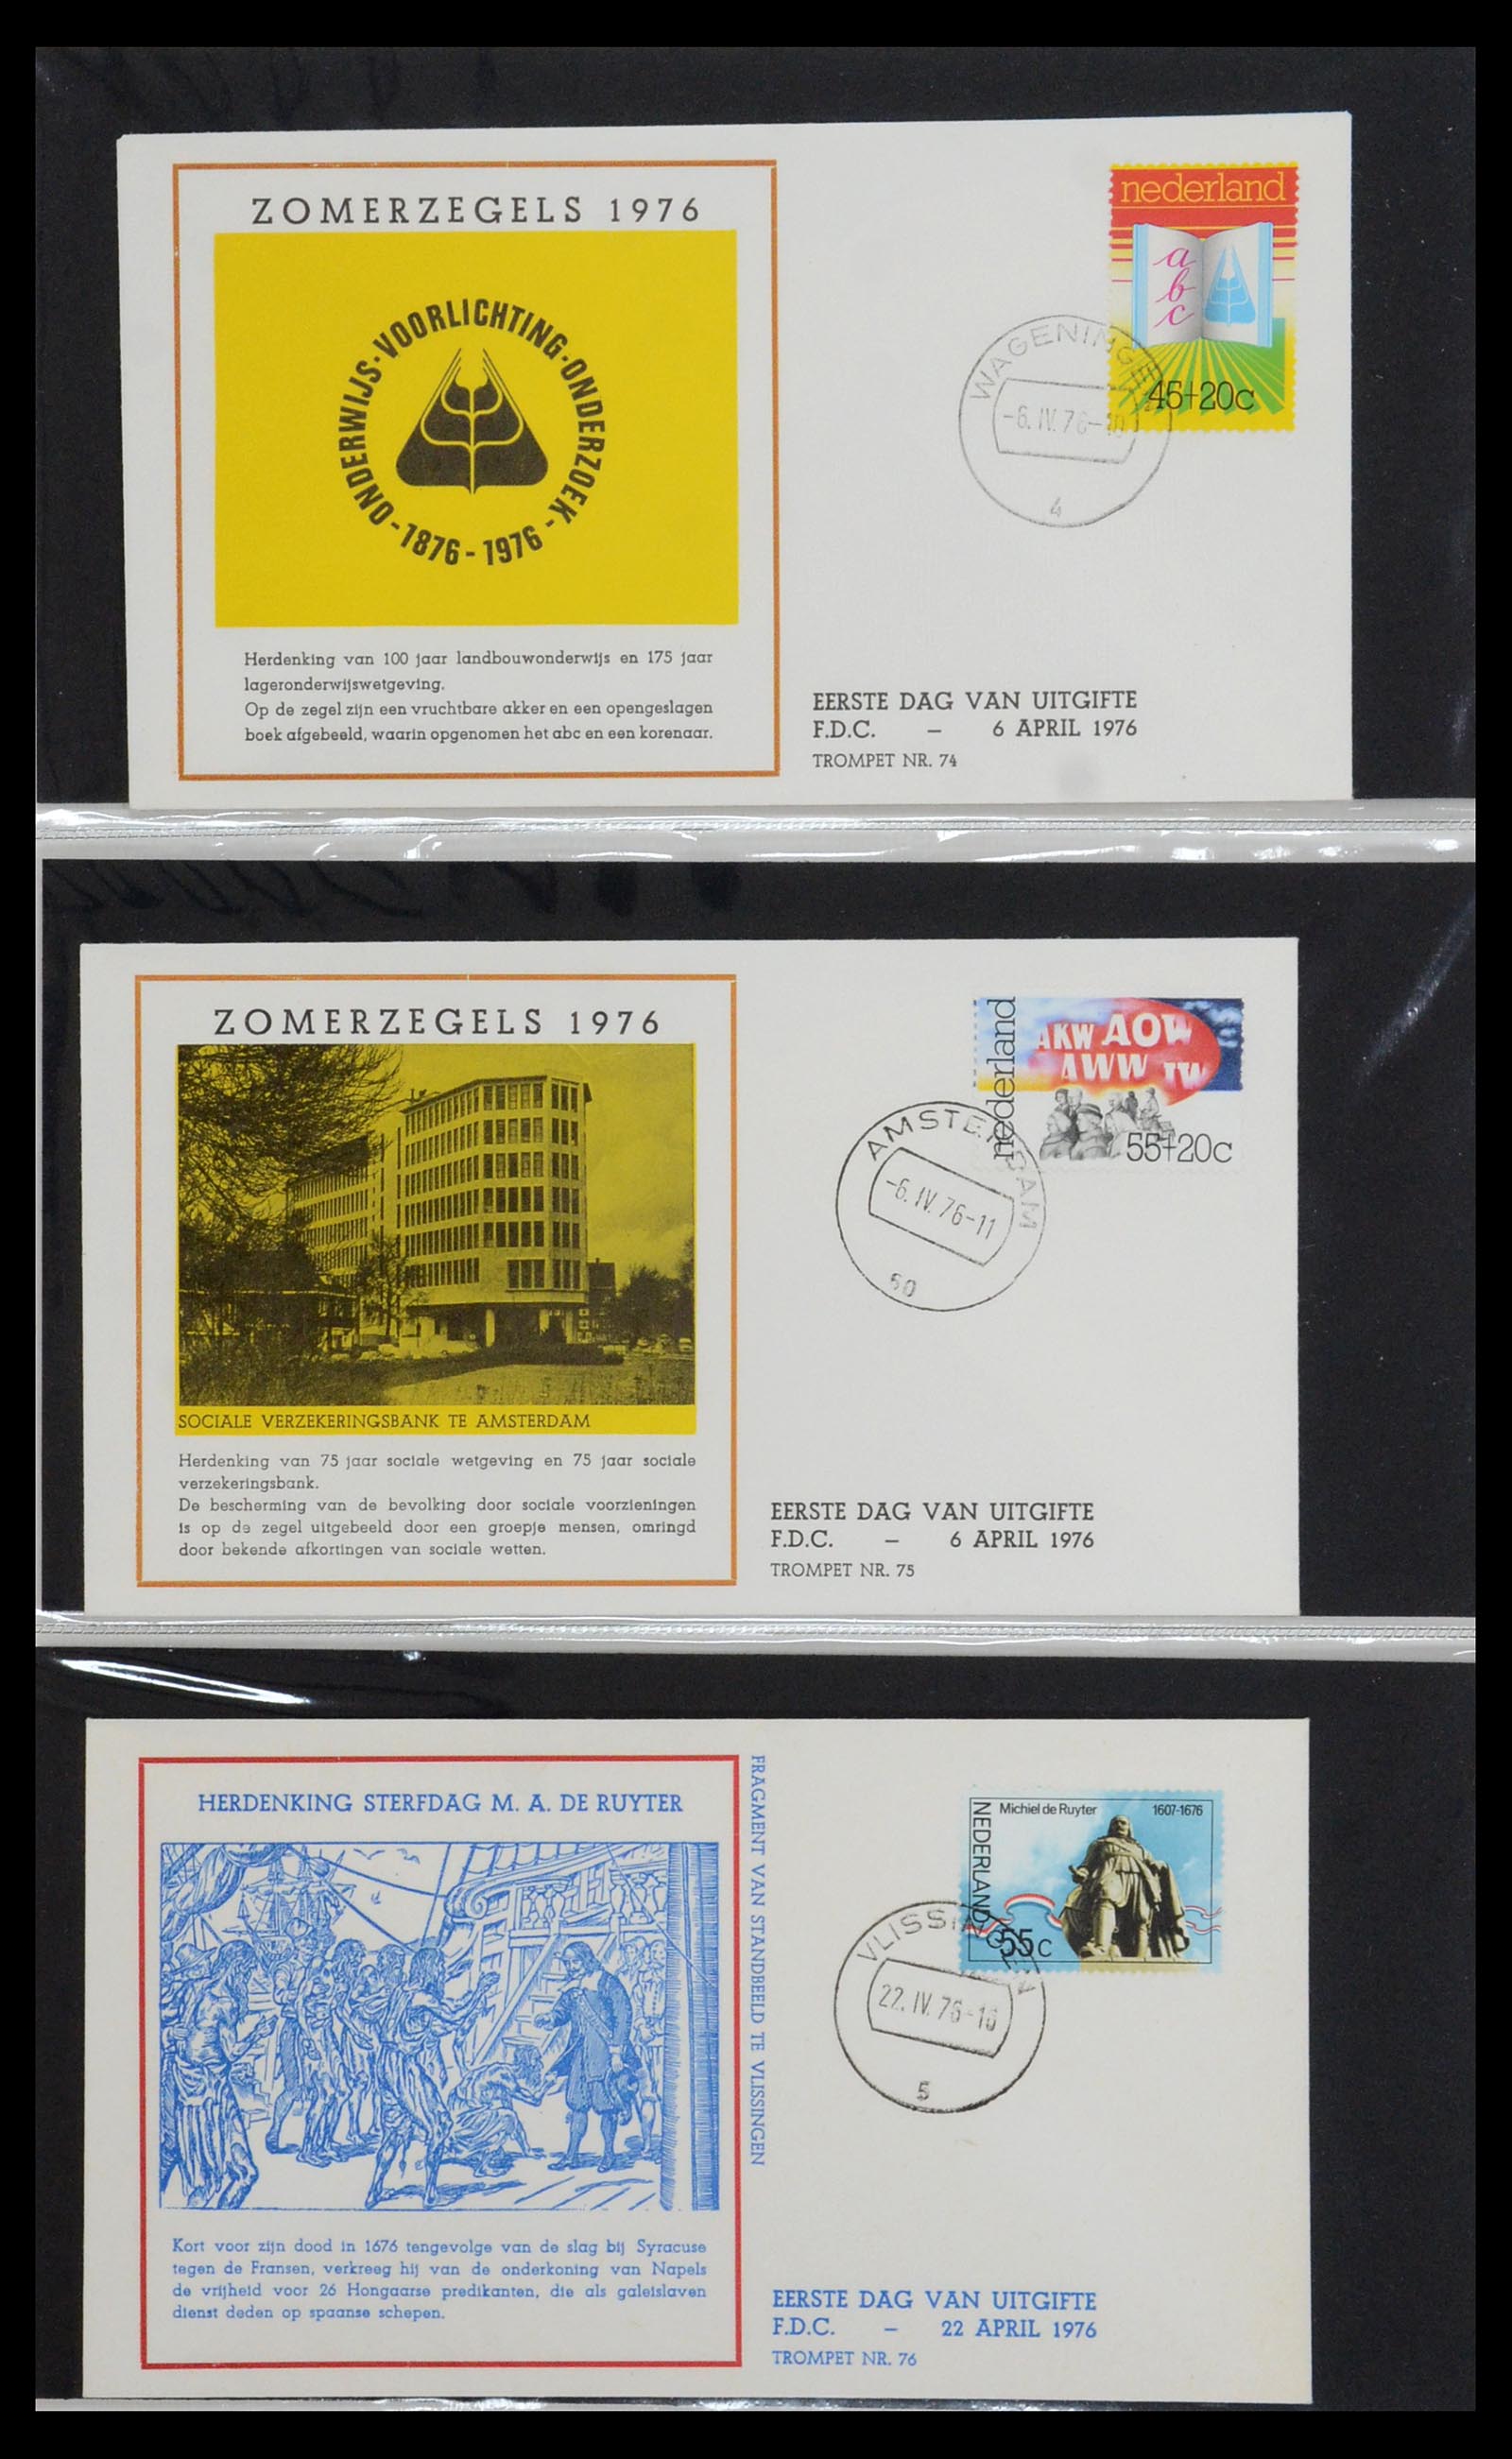 ZOMERZEGELS 1976
ONDERWIJS·VOORLICHTING·ONDERZOEK-
-1876-1976-
Herdenking van 100 jaar landbouwonderwijs en 175 jaar
lageronderwijswetgeving.
Op de zegel zijn een vruchtbare akker en een opengeslagen
boek afgebeeld, waarin opgenomen het abc en een korenaar.
nederland
a
b
c
45+20c
WAGENINGEN
-6.IV.76-10
4
EERSTE DAG VAN UITGIFTE
F.D.C. – 6 APRIL 1976
TROMPET NR. 74
ZOMERZEGELS 1976
SOCIALE VERZEKERINGSBANK TE AMSTERDAM
Herdenking van 75 jaar sociale wetgeving en 75 jaar sociale
verzekeringsbank.
De bescherming van de bevolking door sociale voorzieningen
is op de zegel uitgebeeld door een groepje mensen, omringd
door bekende afkortingen van sociale wetten.
nederland
AKW AOW
AWW IW
55+20c
AMSTERDAM
-6.IV.76-11
50
EERSTE DAG VAN UITGIFTE
F.D.C. – 6 APRIL 1976
TROMPET NR. 75
HERDENKING STERFDAG M. A. DE RUYTER
FRAGMENT VAN STANDBEELD TE VLISSINGEN
Kort voor zijn dood in 1676 tengevolge van de slag bij Syracuse
tegen de Fransen, verkreeg hij van de onderkoning van Napels
de vrijheid voor 26 Hongaarse predikanten, die als galeislaven
dienst deden op spaanse schepen.
NEDERLAND
Michiel de Ruyter 1607-1676
55c
VLISSINGEN
22.IV.76-16
5
EERSTE DAG VAN UITGIFTE
F.D.C. – 22 APRIL 1976
TROMPET NR. 76